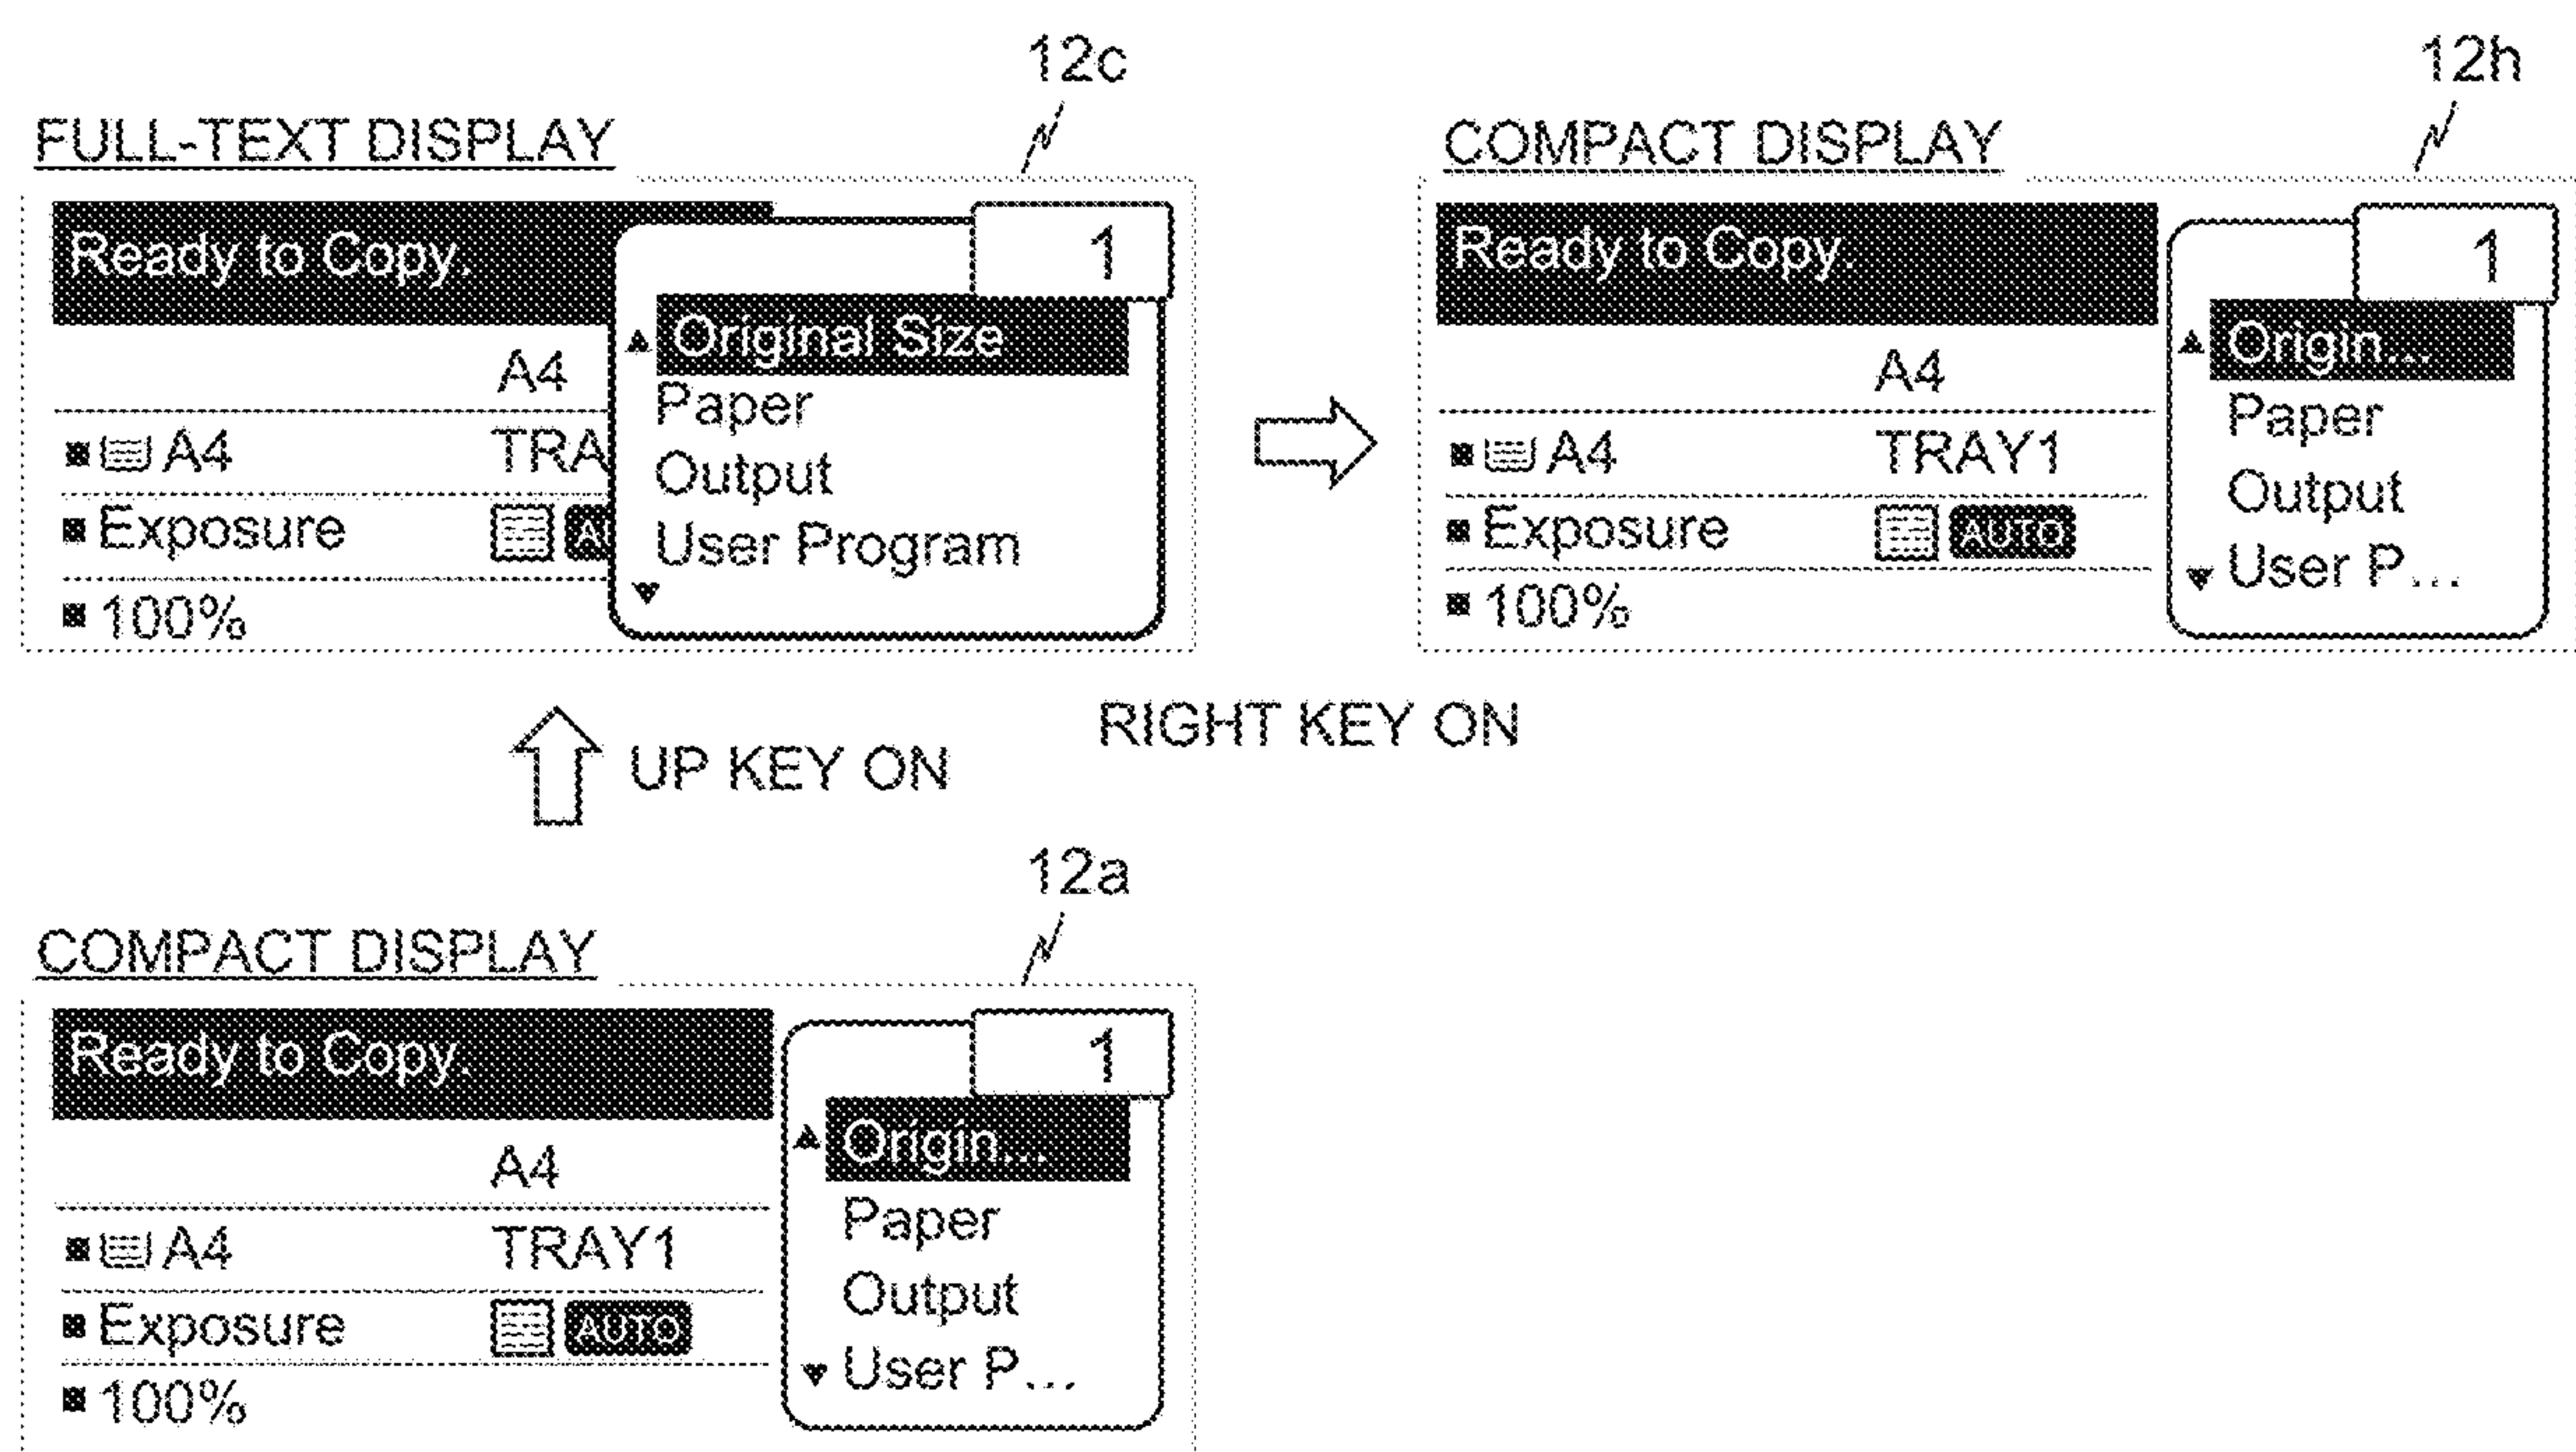 12c
FULL-TEXT DISPLAY
Ready to Copy.
1
Original Size
A4
Paper
A4 TRA
Output
Exposure A
User Program
100%
12h
COMPACT DISPLAY
Ready to Copy.
1
Origin...
A4
Paper
A4 TRAY1
Output
Exposure AUTO
User P...
100%
UP KEY ON
RIGHT KEY ON
12a
COMPACT DISPLAY
Ready to Copy.
1
Origin...
A4
Paper
A4 TRAY1
Output
Exposure AUTO
User P...
100%